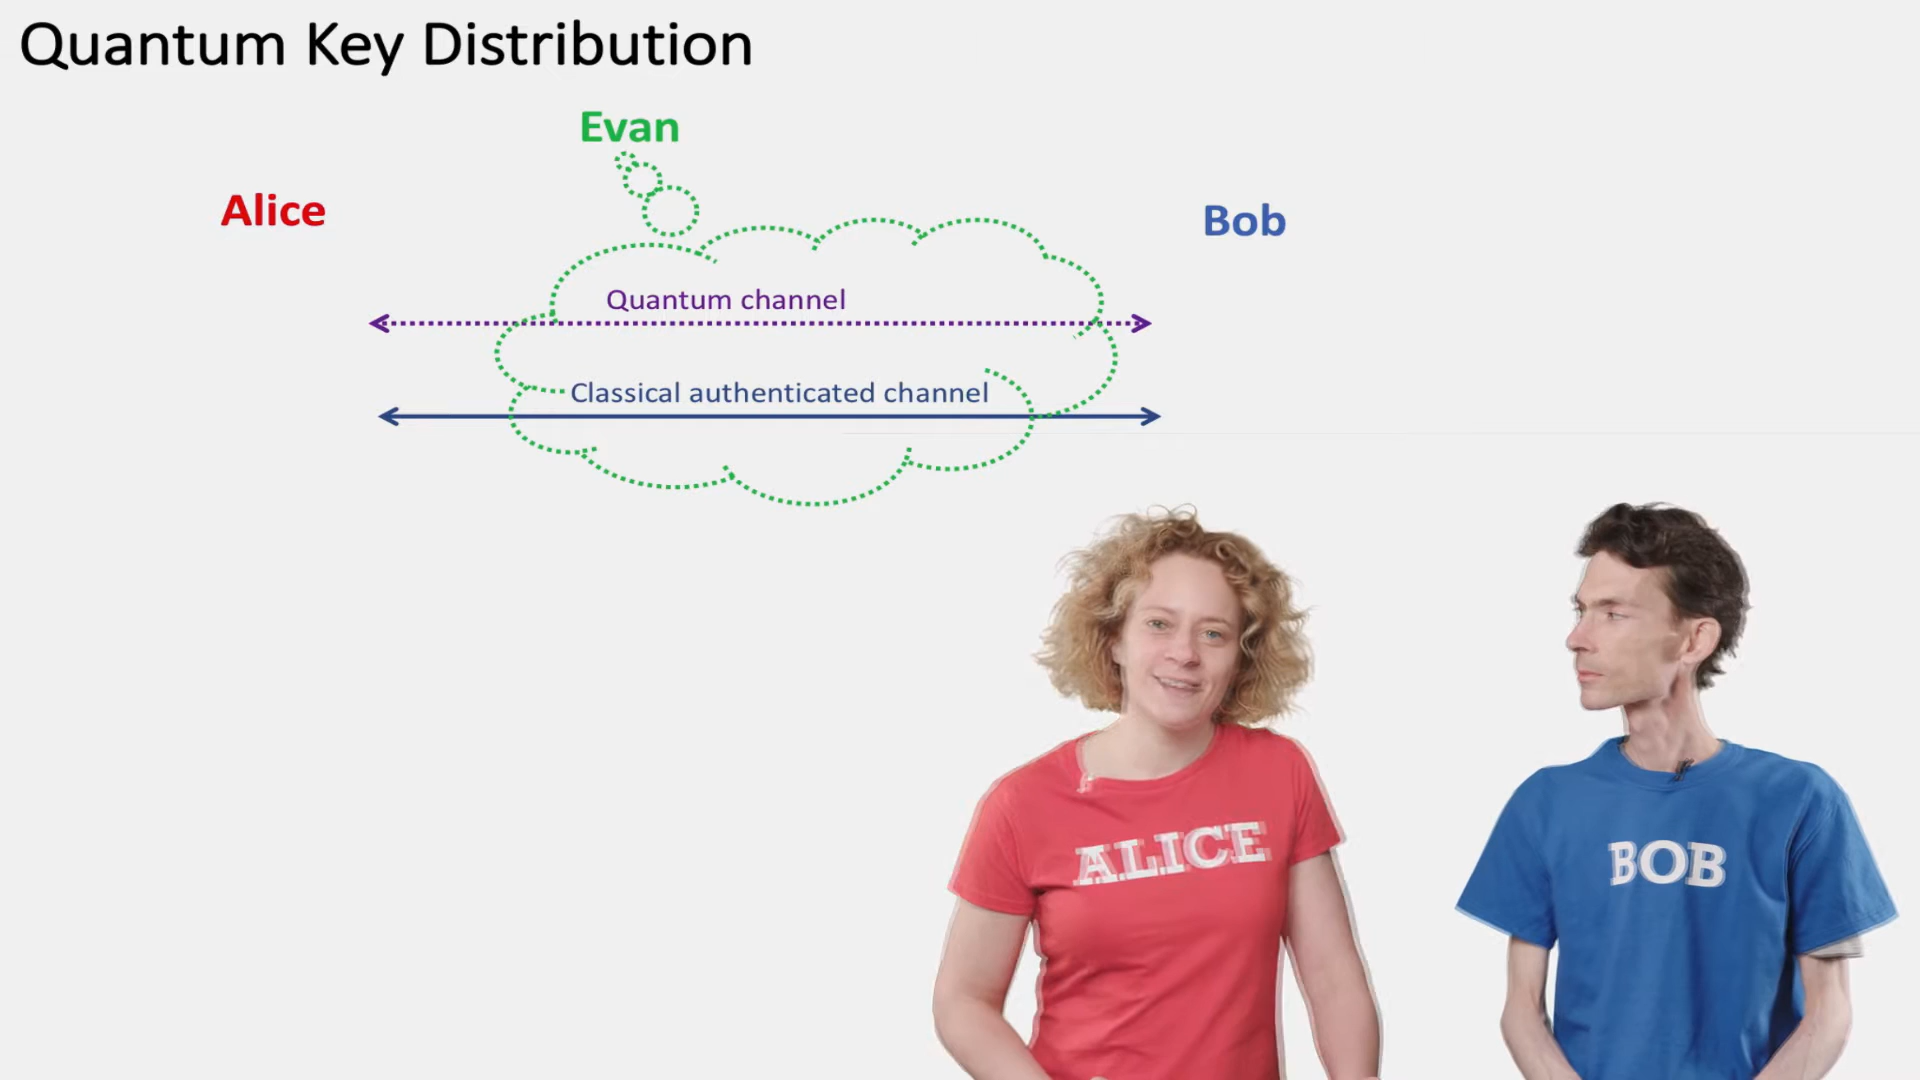 Quantum Key Distribution
Evan
Alice
Bob
Quantum channel
Classical authenticated channel
ALICE
BOB